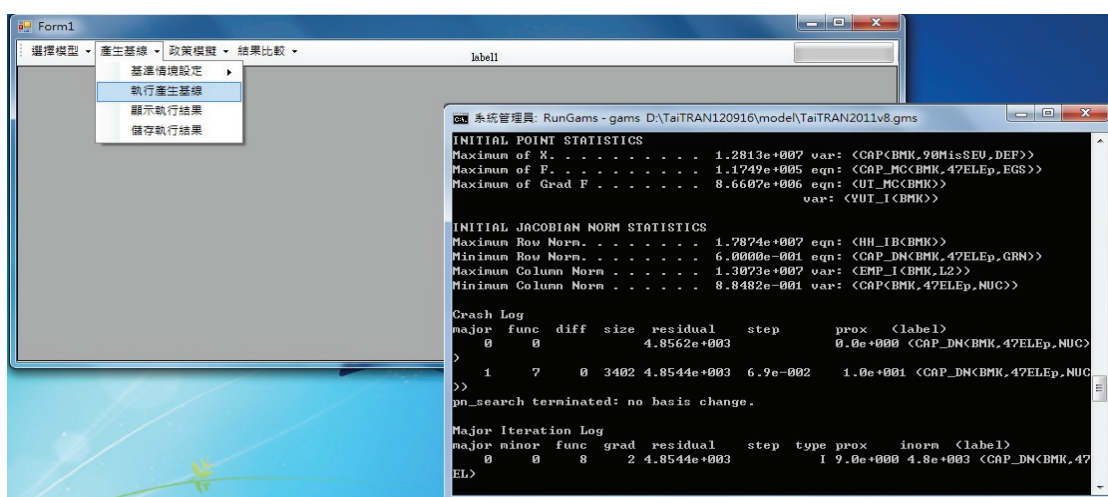 Form1
選擇模型 產生基線 政策模擬 結果比較
label1
基準情境設定
執行產生基線
顯示執行結果
儲存執行結果
系統管理員: RunGams - gams D:\TaiTRAN120916\model\TaiTRAN2011v8.gms
INITIAL POINT STATISTICS
Maximum of X. . . . . . . . . . 1.2813e+007 var: (CAP(BMK,90MisSEV,DEF))
Maximum of F. . . . . . . . . . 1.1749e+005 eqn: (CAP_MC(BMK,47ELEp,EGS))
Maximum of Grad F . . . . . . . 8.6607e+006 eqn: (UT_MC(BMK))
var: (YUT_I(BMK))
INITIAL JACOBIAN NORM STATISTICS
Maximum Row Norm. . . . . . . . 1.7874e+007 eqn: (HH_IB(BMK))
Minimum Row Norm. . . . . . . . 6.0000e-001 eqn: (CAP_DN(BMK,47ELEp,GRN))
Maximum Column Norm . . . . . . 1.3073e+007 var: (EMP_I(BMK,L2))
Minimum Column Norm . . . . . . 8.8482e-001 var: (CAP(BMK,47ELEp,NUC))
Crash Log
major func diff size residual step prox (label)
0 0 4.8562e+003 0.0e+000 (CAP_DN(BMK,47ELEp,NUC)
)
1 7 0 3402 4.8544e+003 6.9e-002 1.0e+001 (CAP_DN(BMK,47ELEp,NUC
))
pn_search terminated: no basis change.
Major Iteration Log
major minor func grad residual step type prox inorm (label)
0 0 8 2 4.8544e+003 I 9.0e+000 4.8e+003 (CAP_DN(BMK,47
EL)